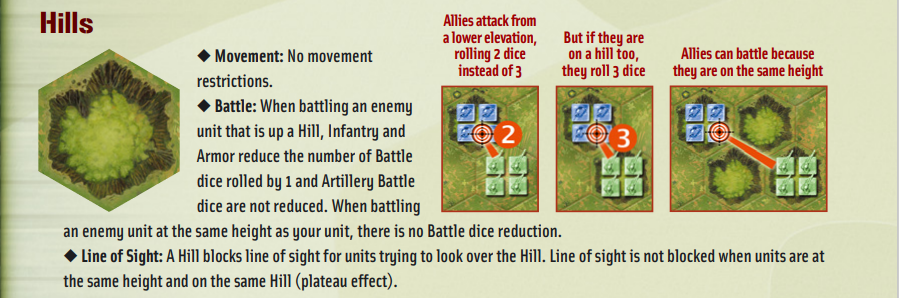 Hills
Allies attack from
a lower elevation,
rolling 2 dice
instead of 3
But if they are
on a hill too,
they roll 3 dice
Allies can battle because
they are on the same height
◆ Movement: No movement
restrictions.
◆ Battle: When battling an enemy
unit that is up a Hill, Infantry and
Armor reduce the number of Battle
dice rolled by 1 and Artillery Battle
dice are not reduced. When battling
an enemy unit at the same height as your unit, there is no Battle dice reduction.
◆ Line of Sight: A Hill blocks line of sight for units trying to look over the Hill. Line of sight is not blocked when units are at
the same height and on the same Hill (plateau effect).
2
3